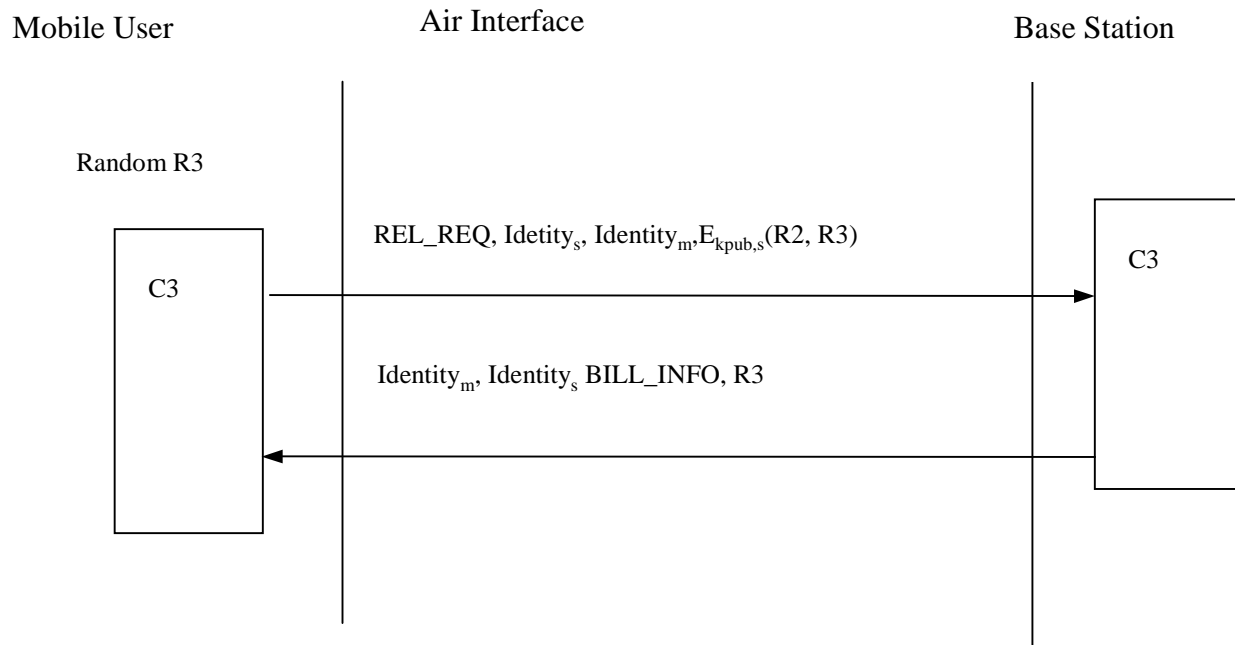 Mobile User
Air Interface
Base Station
Random R3
REL_REQ, Idetity_s, Identity_m,E_kpub,s(R2, R3)
C3
C3
Identity_m, Identity_s BILL_INFO, R3